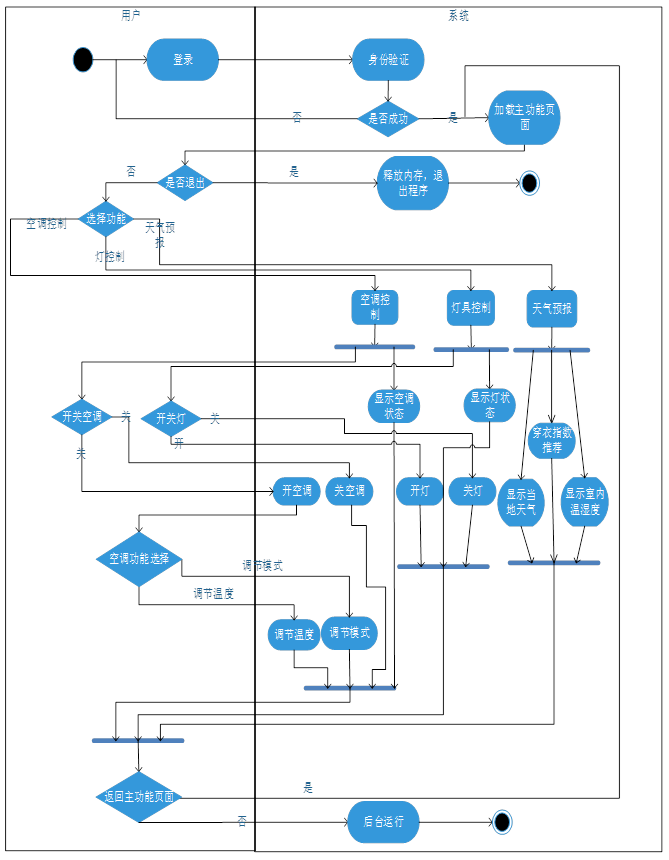 用户
系统
登录
身份验证
是否成功
否
是
加载主功能页
面
是否退出
否
是
释放内存，退
出程序
选择功能
空调控制
灯控制
天气预
报
空调控
制
灯具控制
天气预报
开关空调
关
关
开关灯
关
开
显示空调
状态
显示灯状
态
穿衣指数
推荐
开空调
关空调
开灯
关灯
显示当
地天气
显示室内
温湿度
空调功能选择
调节模式
调节温度
调节温度
调节模式
返回主功能页面
是
否
后台运行